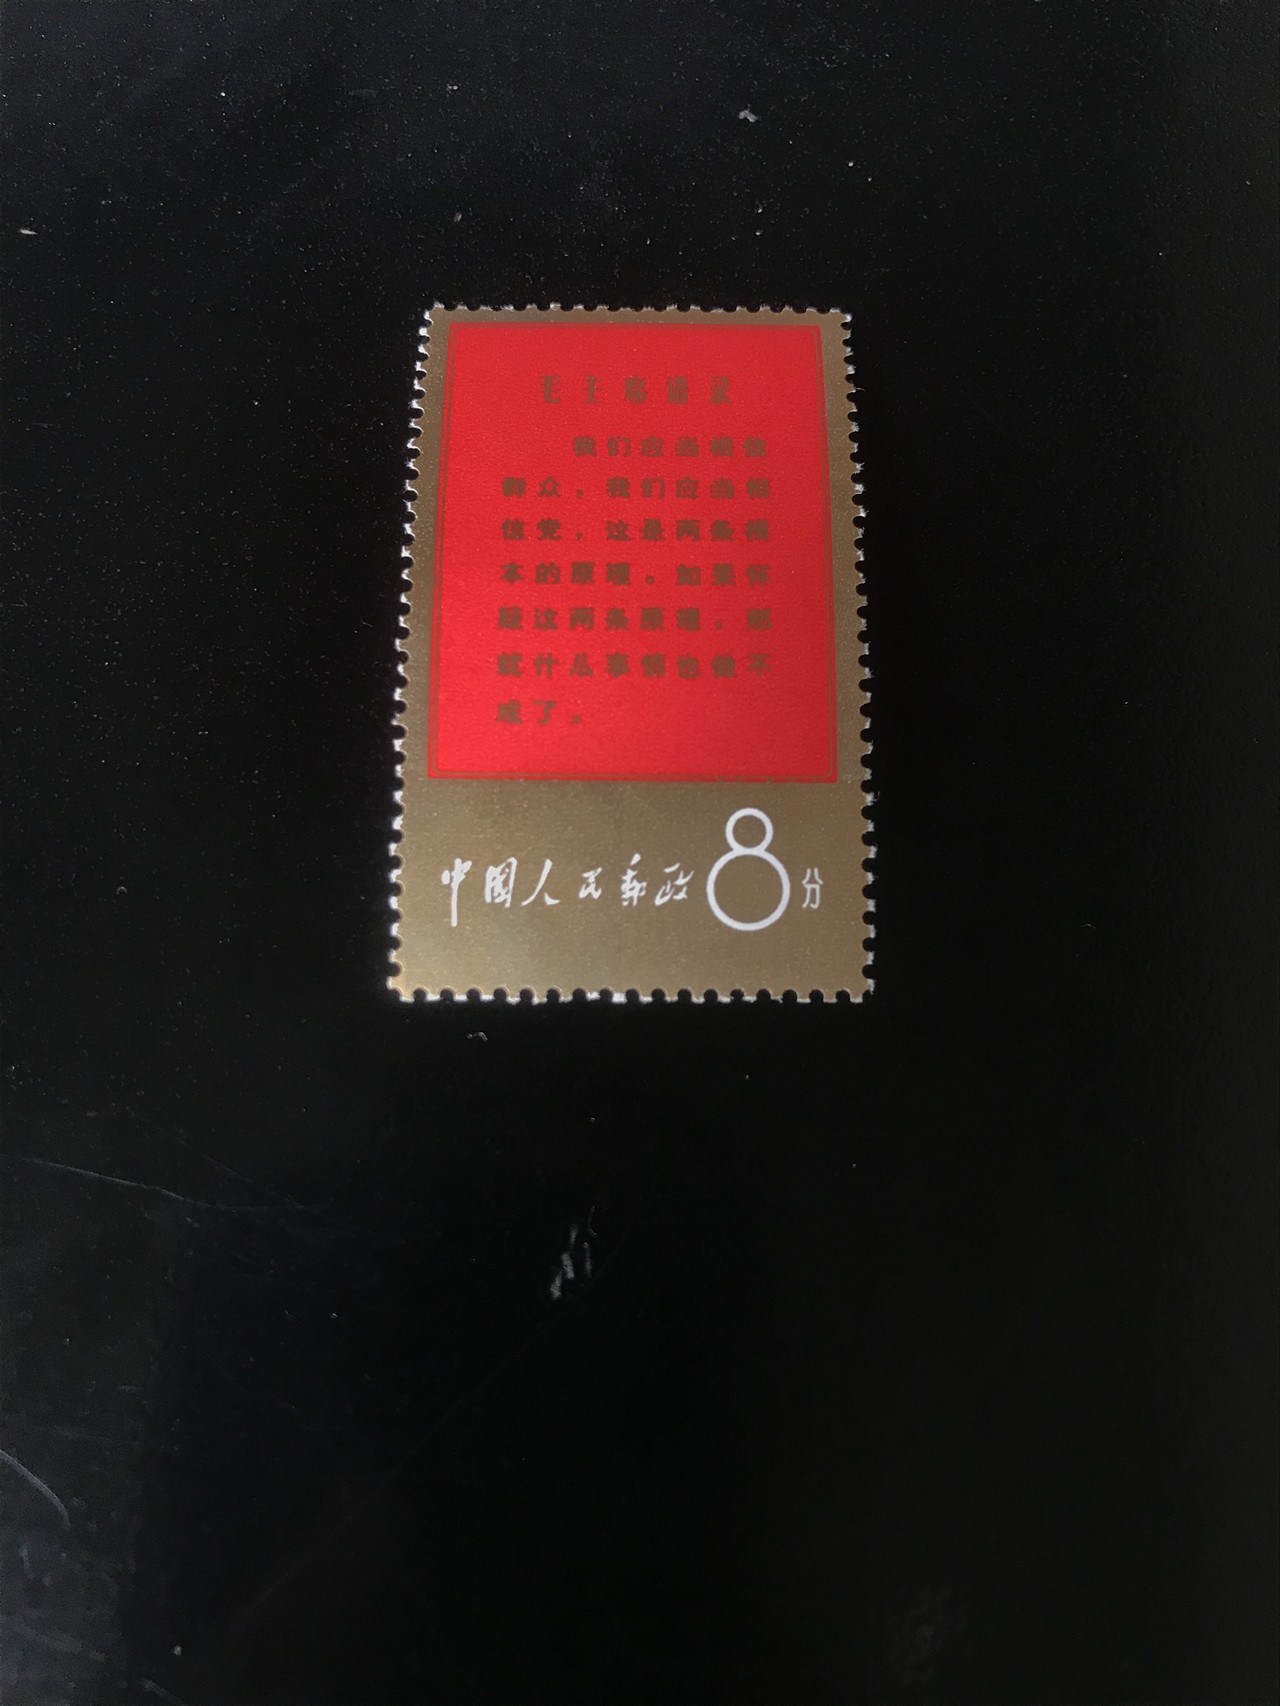 毛主席语录
我们应当相信
群众，我们应当相
信党，这是两条根
本的原理。如果怀
疑这两条原理，那
就什么事情也做不
成了。
中国人民邮政8分